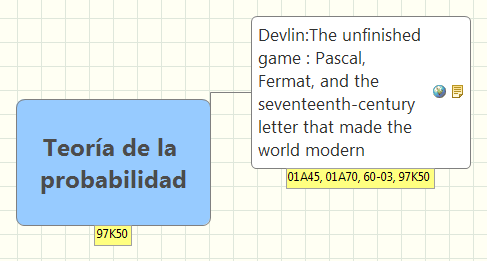 Devlin:The unfinished
game : Pascal,
Fermat, and the
seventeenth-century
letter that made the
world modern
01A45, 01A70, 60-03, 97K50
Teoría de la
probabilidad
97K50